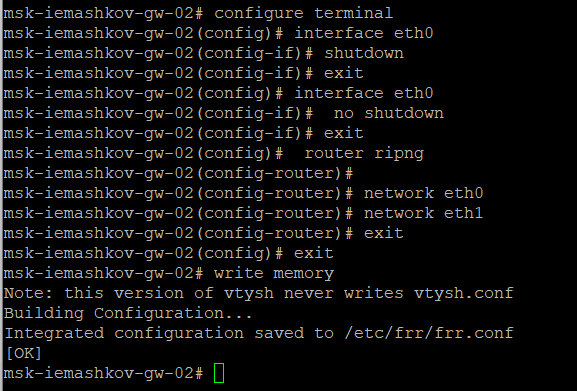 msk-iemashkov-gw-02# configure terminal
msk-iemashkov-gw-02(config)# interface eth0
msk-iemashkov-gw-02(config-if)# shutdown
msk-iemashkov-gw-02(config-if)# exit
msk-iemashkov-gw-02(config)# interface eth0
msk-iemashkov-gw-02(config-if)#  no shutdown
msk-iemashkov-gw-02(config-if)# exit
msk-iemashkov-gw-02(config)#  router ripng
msk-iemashkov-gw-02(config-router)#
msk-iemashkov-gw-02(config-router)# network eth0
msk-iemashkov-gw-02(config-router)# network eth1
msk-iemashkov-gw-02(config-router)# exit
msk-iemashkov-gw-02(config)# exit
msk-iemashkov-gw-02# write memory
Note: this version of vtysh never writes vtysh.conf
Building Configuration...
Integrated configuration saved to /etc/frr/frr.conf
[OK]
msk-iemashkov-gw-02#